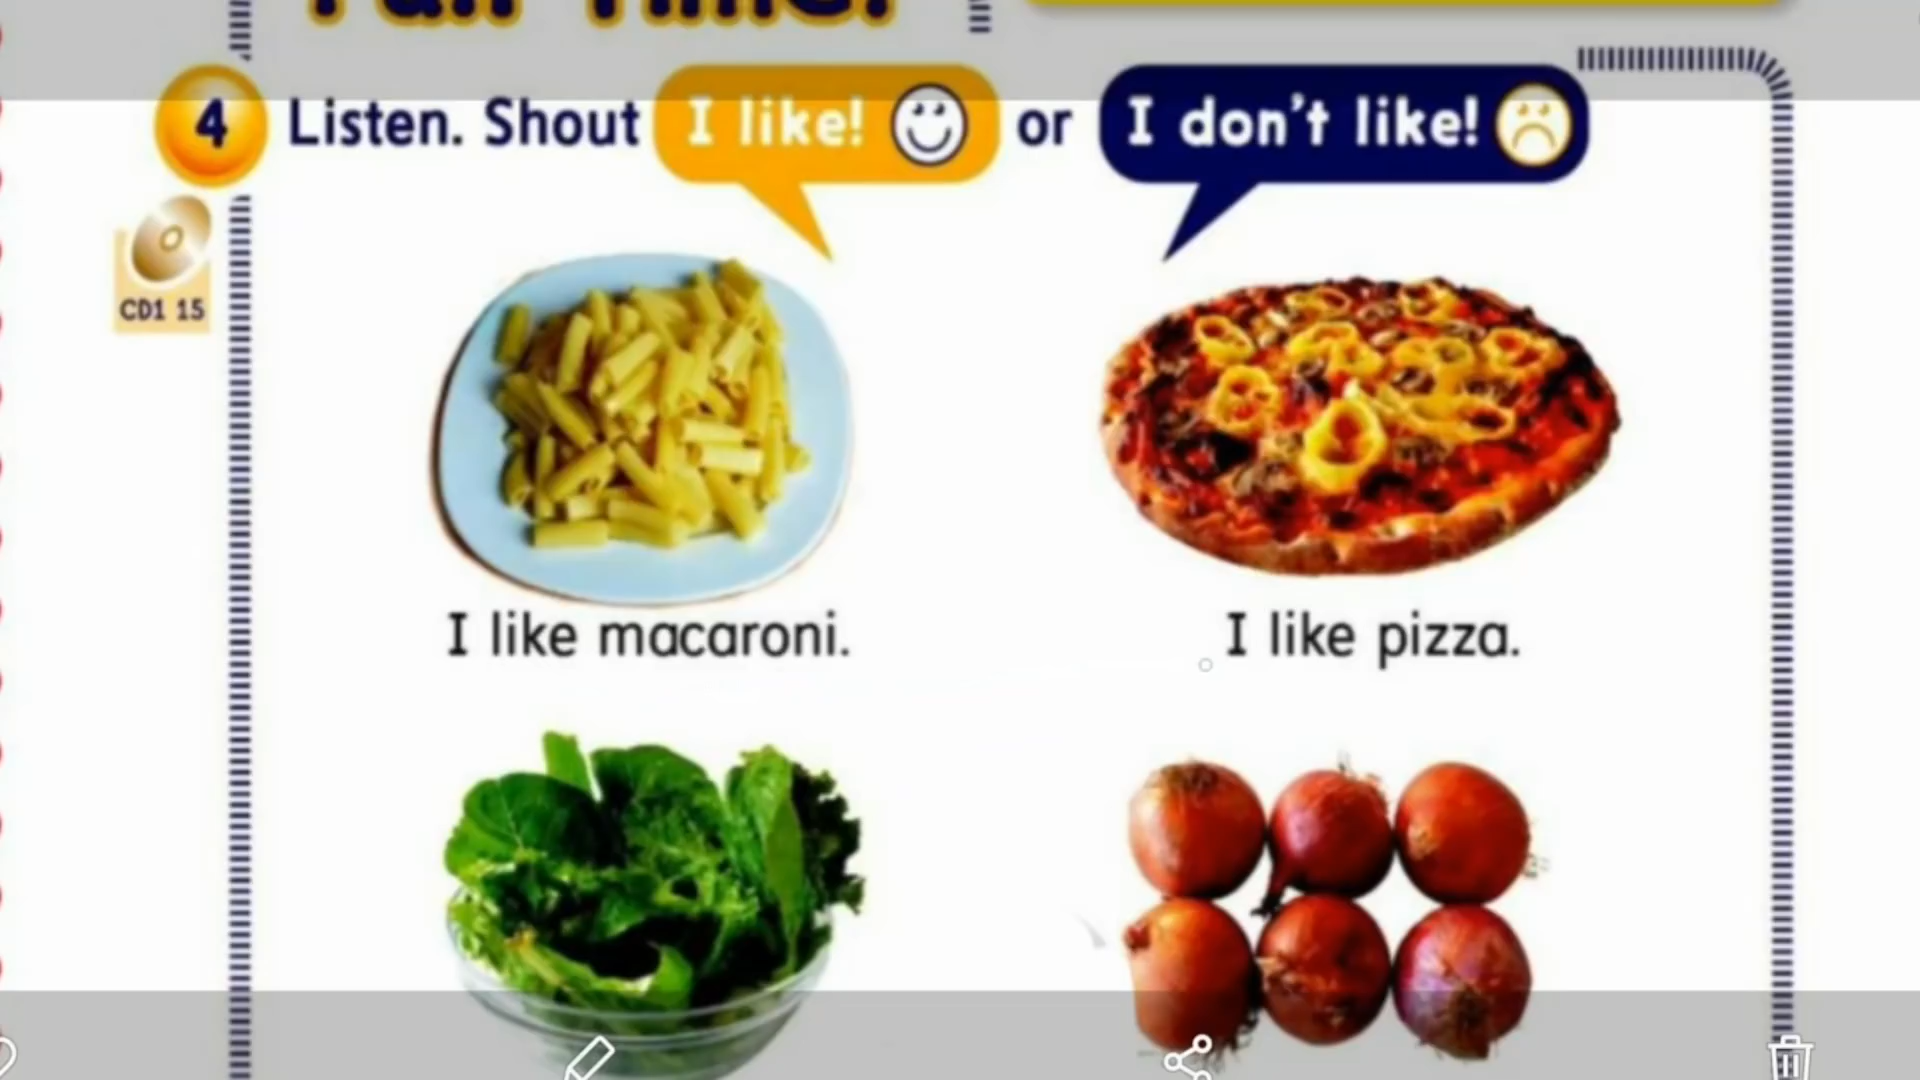 4 Listen. Shout I like! or I don't like!
CD1 15
I like macaroni.
I like pizza.